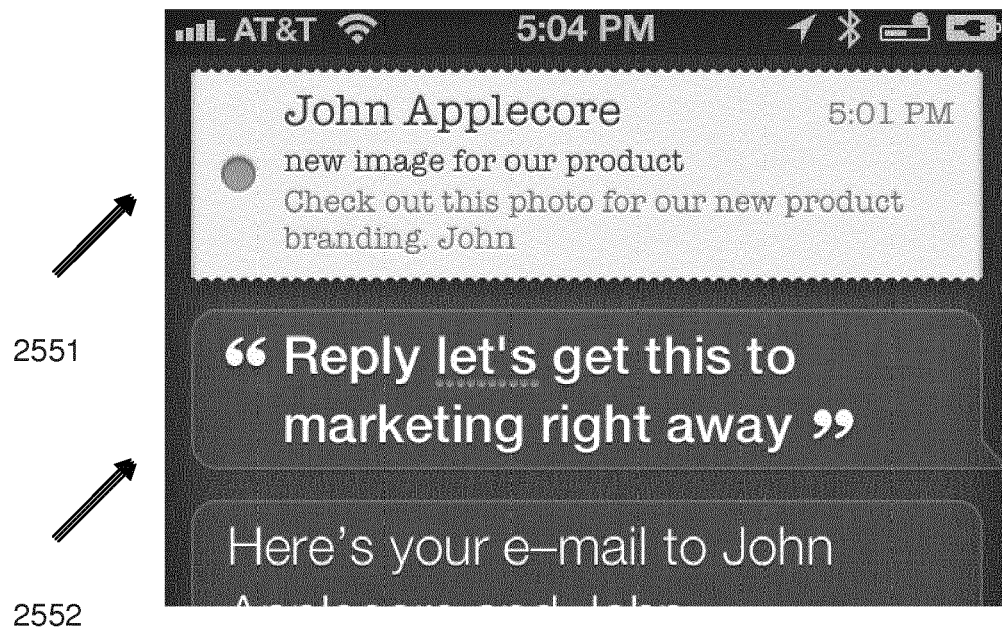 AT&T 5:04 PM
John Applecore 5:01 PM
new image for our product
Check out this photo for our new product
branding. John
2551
“ Reply let's get this to
marketing right away ”
Here's your e–mail to John
2552